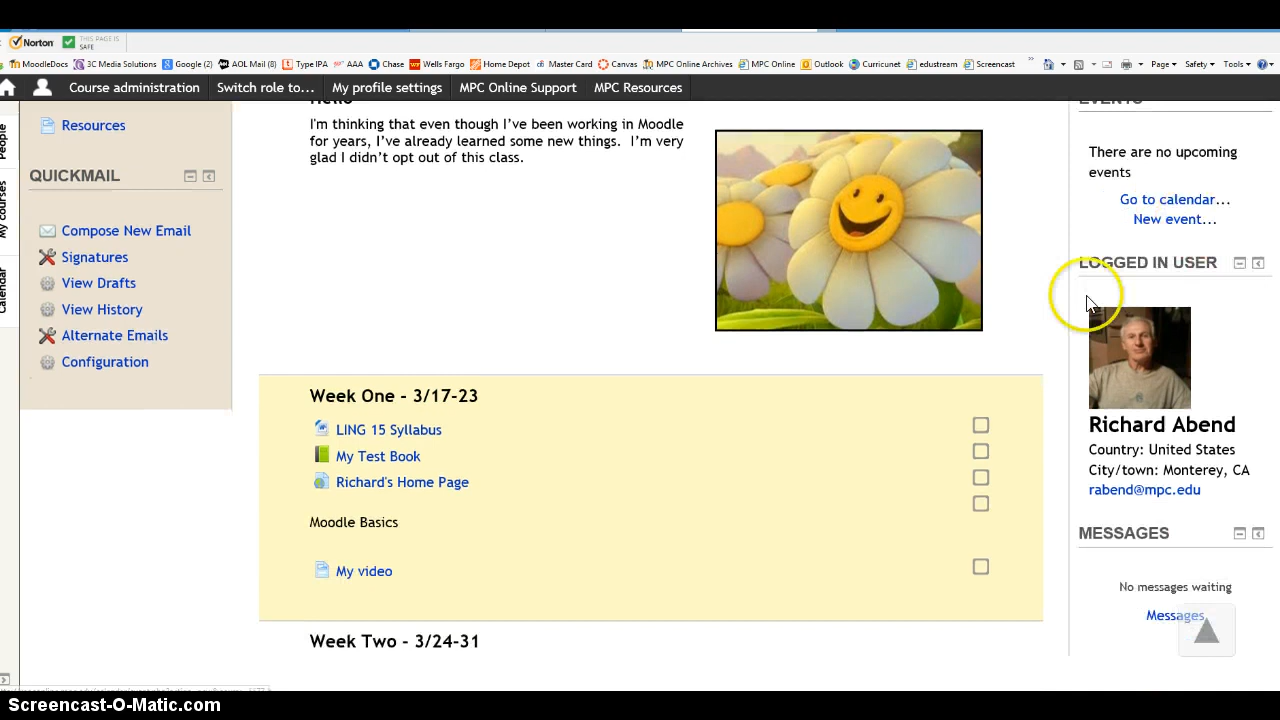 Norton
THIS PAGE IS
SAFE
MoodleDocs 3C Media Solutions Google (2) AOL Mail (8) Type IPA AAA Chase Wells Fargo Home Depot Master Card Canvas MPC Online Archives MPC Online Outlook Curricunet edustream Screencast
Page Safety Tools
Course administration Switch role to... My profile settings MPC Online Support MPC Resources
People
My courses
Calendar
Resources
QUICKMAIL
Compose New Email
Signatures
View Drafts
View History
Alternate Emails
Configuration
Hello
I'm thinking that even though I've been working in Moodle
for years, I've already learned some new things. I'm very
glad I didn't opt out of this class.
Week One - 3/17-23
LING 15 Syllabus
My Test Book
Richard's Home Page
Moodle Basics
My video
Week Two - 3/24-31
EVENTS
There are no upcoming
events
Go to calendar...
New event...
LOGGED IN USER
Richard Abend
Country: United States
City/town: Monterey, CA
rabend@mpc.edu
MESSAGES
No messages waiting
Messages
Screencast-O-Matic.com